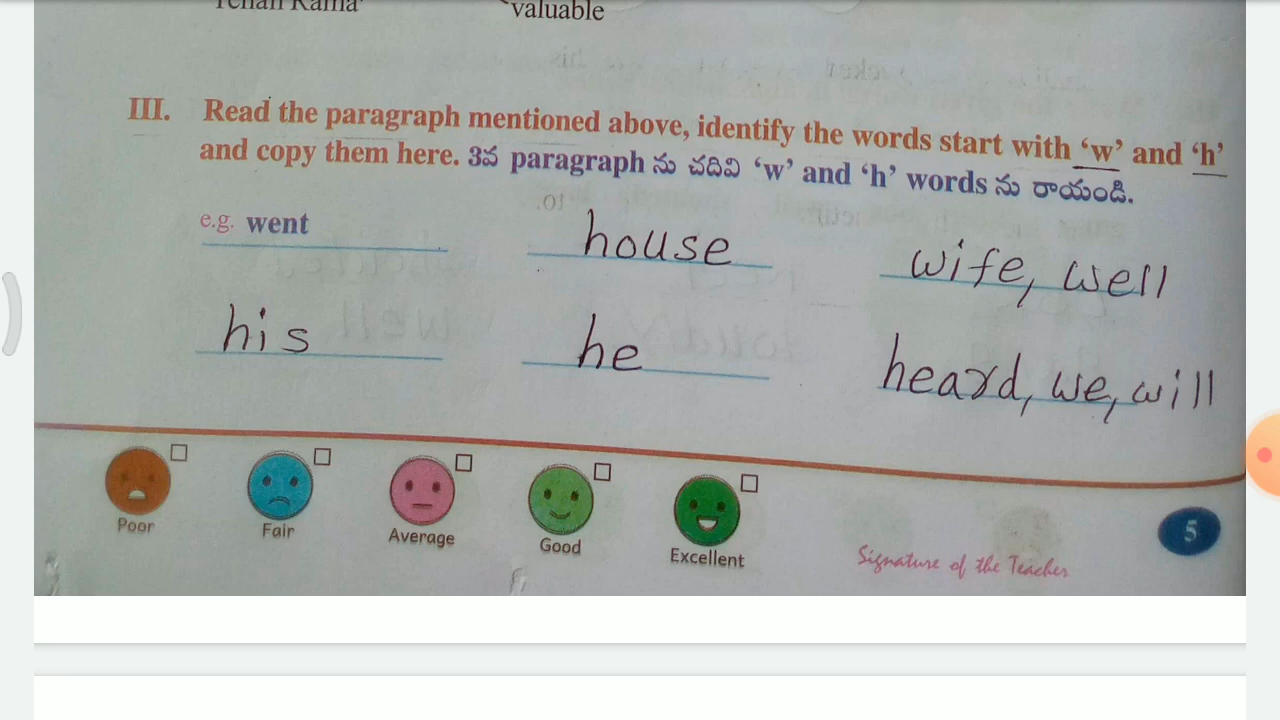 Tenali Rama
valuable
III. Read the paragraph mentioned above, identify the words start with ‘w’ and ‘h’
and copy them here. 3వ paragraph ను చదివి ‘w’ and ‘h’ words ను రాయండి.
e.g. went house wife, well
his he heard, we, will
Poor Fair Average Good Excellent
Signature of the Teacher
5